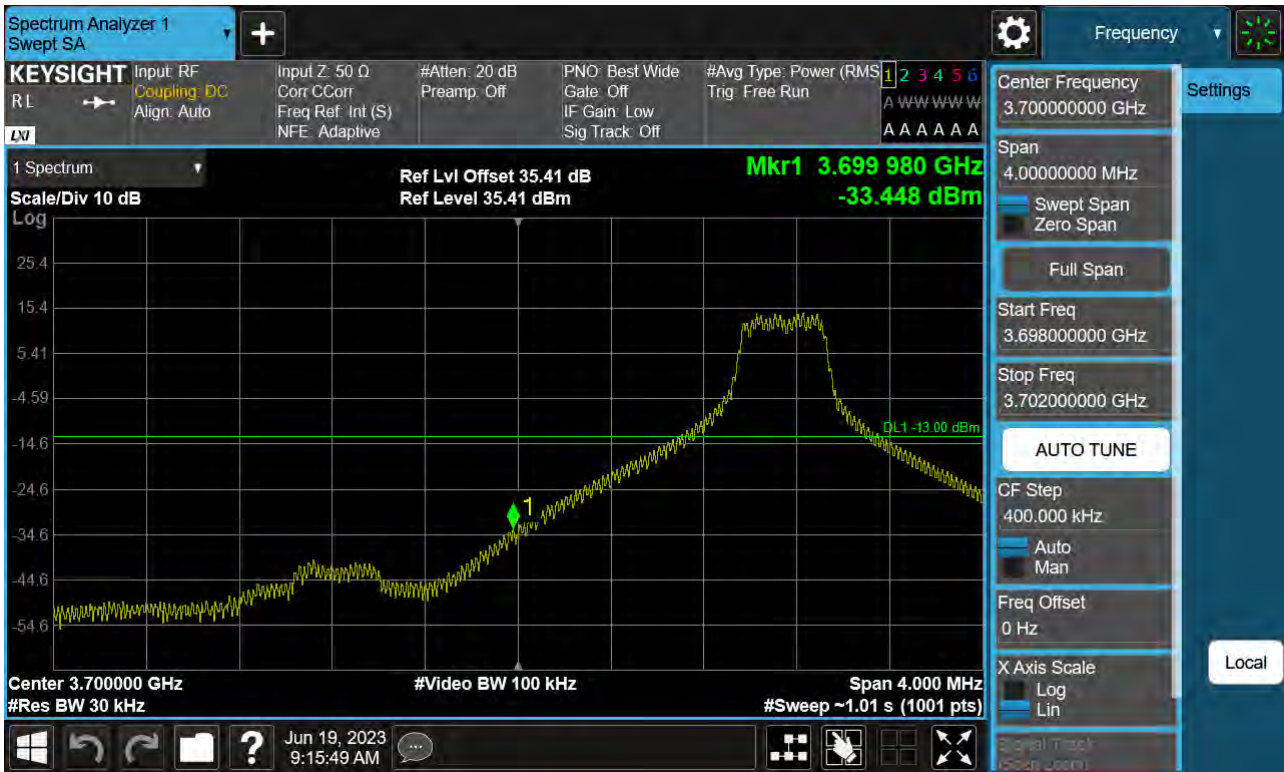 Spectrum Analyzer 1
Swept SA
+
Frequency
KEYSIGHT
RL
LXI
Input: RF
Coupling: DC
Align: Auto
Input Z: 50 Ω
Corr CCorr
Freq Ref: Int (S)
NFE: Adaptive
#Atten: 20 dB
Preamp: Off
PNO: Best Wide
Gate: Off
IF Gain: Low
Sig Track: Off
#Avg Type: Power (RMS
Trig: Free Run
1 2 3 4 5 6
A W W W W W
A A A A A A
1 Spectrum
Scale/Div 10 dB
Log
Ref Lvl Offset 35.41 dB
Ref Level 35.41 dBm
Mkr1 3.699 980 GHz
-33.448 dBm
25.4
15.4
5.41
-4.59
-14.6
-24.6
-34.6
-44.6
-54.6
DL1 -13.00 dBm
1
Center 3.700000 GHz
#Res BW 30 kHz
#Video BW 100 kHz
Span 4.000 MHz
#Sweep ~1.01 s (1001 pts)
Center Frequency
3.700000000 GHz
Settings
Span
4.00000000 MHz
Swept Span
Zero Span
Full Span
Start Freq
3.698000000 GHz
Stop Freq
3.702000000 GHz
AUTO TUNE
CF Step
400.000 kHz
Auto
Man
Freq Offset
0 Hz
X Axis Scale
Log
Lin
Signal Track
(Span Zoom)
Local
?
Jun 19, 2023
9:15:49 AM